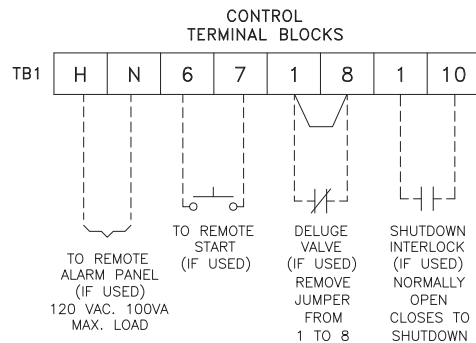 CONTROL
TERMINAL BLOCKS
TB1 H N 6 7 1 8 1 10
TO REMOTE
ALARM PANEL
(IF USED)
120 VAC. 100VA
MAX. LOAD
TO REMOTE
START
(IF USED)
DELUGE
VALVE
(IF USED)
REMOVE
JUMPER
FROM
1 TO 8
SHUTDOWN
INTERLOCK
(IF USED)
NORMALLY
OPEN
CLOSES TO
SHUTDOWN